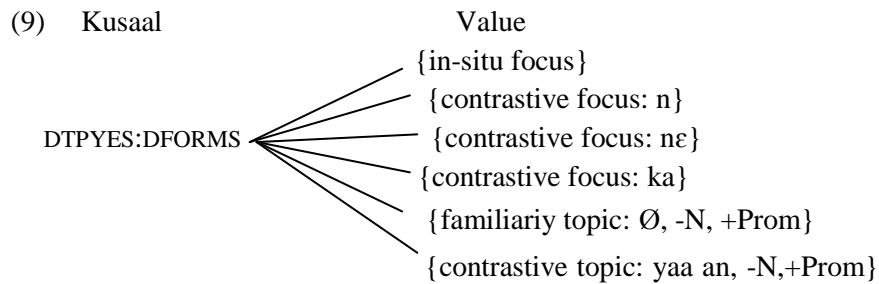 (9) Kusaal Value
{in-situ focus}
{contrastive focus: n}
DTPYES:DFORMS {contrastive focus: nɛ}
{contrastive focus: ka}
{familiariy topic: Ø, -N, +Prom}
{contrastive topic: yaa an, -N,+Prom}